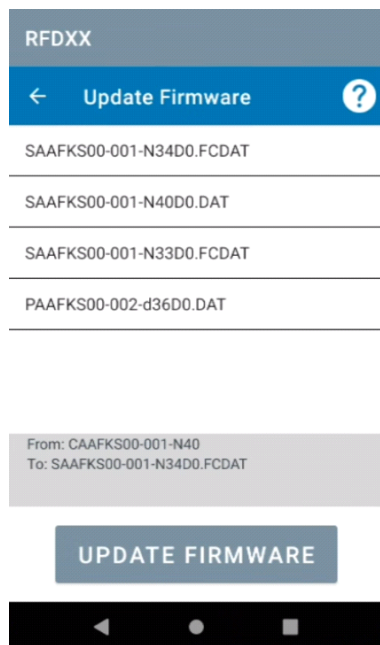 RFDXX
Update Firmware
?
SAAFKS00-001-N34D0.FCDAT
SAAFKS00-001-N40D0.DAT
SAAFKS00-001-N33D0.FCDAT
PAAFKS00-002-d36D0.DAT
From: CAAFKS00-001-N40
To: SAAFKS00-001-N34D0.FCDAT
UPDATE FIRMWARE